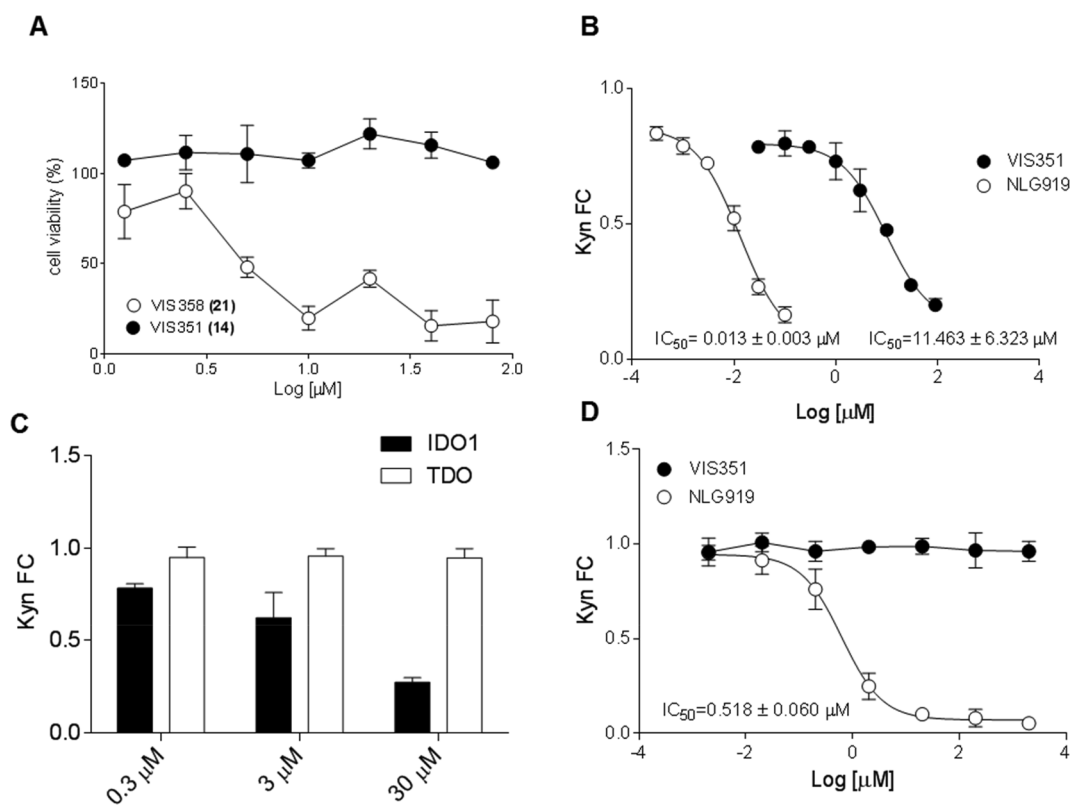 A
cell viability (%)
150
100
50
0
VIS358 (21)
VIS351 (14)
0.0 0.5 1.0 1.5 2.0
Log [µM]
B
Kyn FC
1.0
0.5
0.0
VIS351
NLG919
IC50= 0.013 ± 0.003 µM
IC50=11.463 ± 6.323 µM
-4 -2 0 2 4
Log [µM]
C
Kyn FC
1.5
1.0
0.5
0.0
IDO1
TDO
0.3 µM
3 µM
30 µM
D
Kyn FC
1.5
1.0
0.5
0.0
VIS351
NLG919
IC50=0.518 ± 0.060 µM
-4 -2 0 2 4
Log [µM]